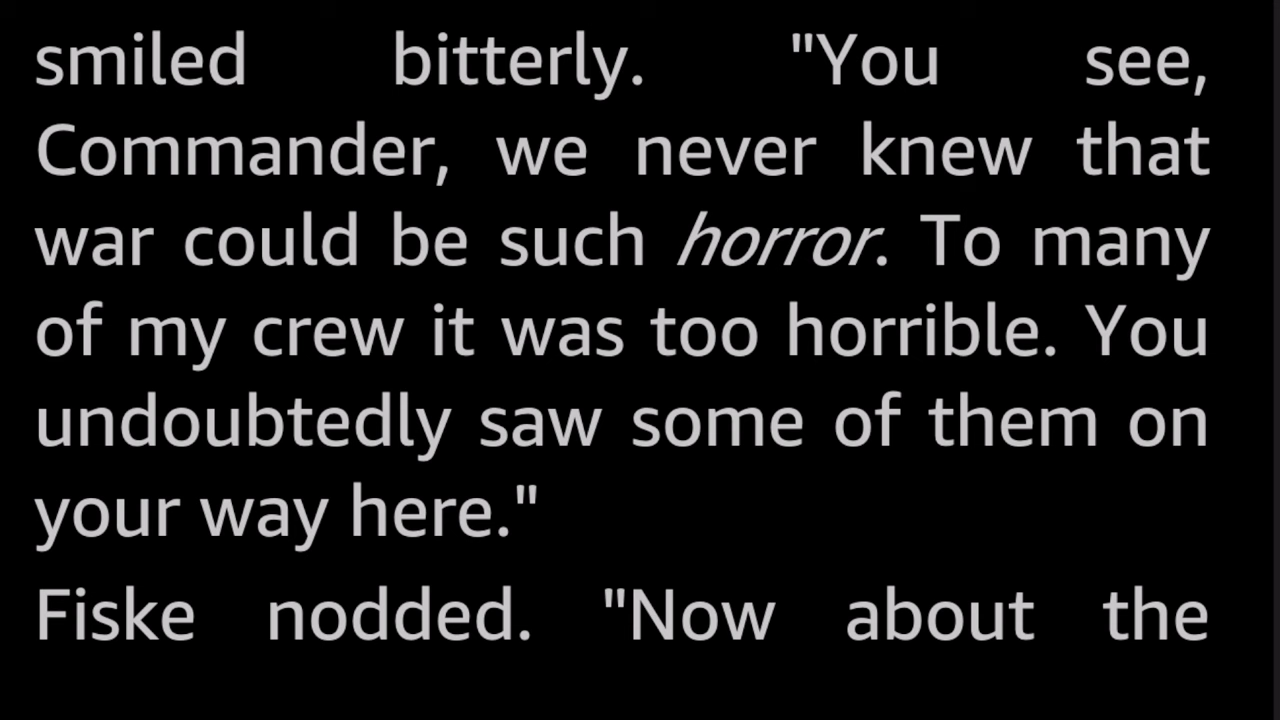 smiled bitterly. "You see,
Commander, we never knew that
war could be such horror. To many
of my crew it was too horrible. You
undoubtedly saw some of them on
your way here."
Fiske nodded. "Now about the